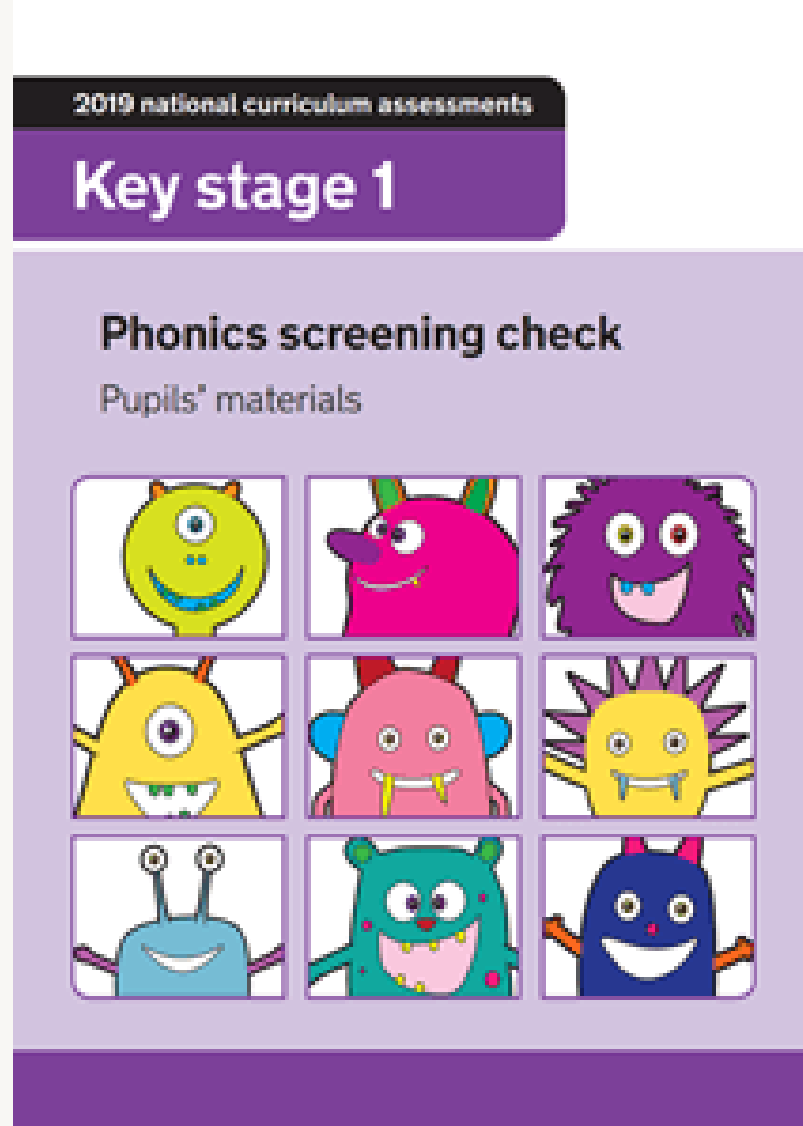 2019 national curriculum assessments
Key stage 1
Phonics screening check
Pupils' materials